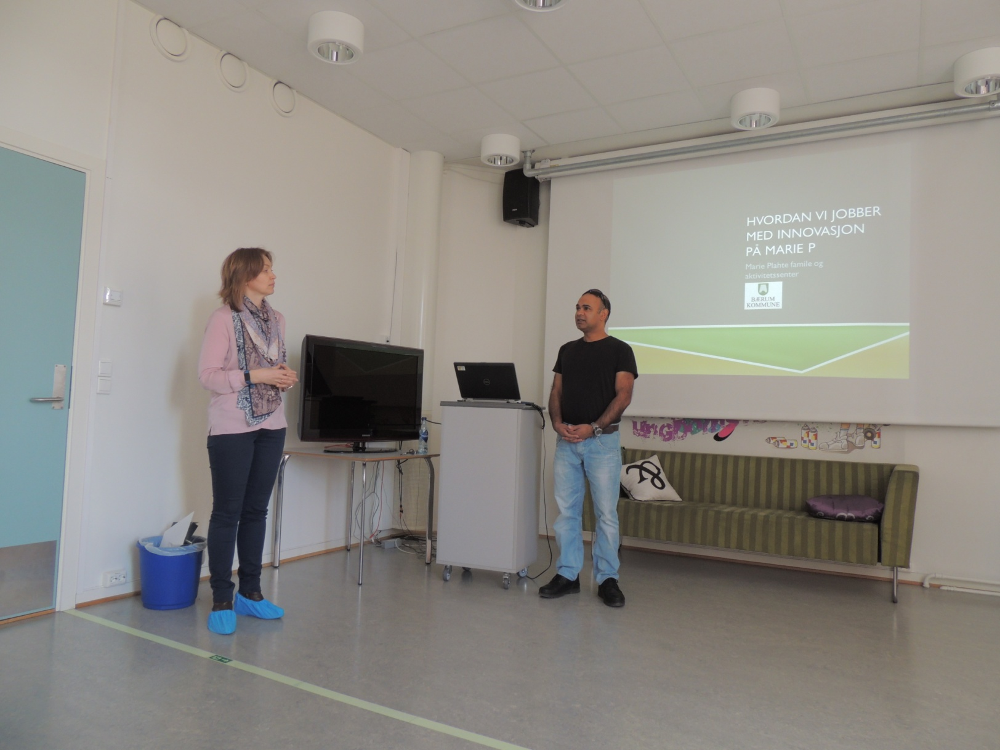 HVORDAN VI JOBBER
MED INNOVASJON
PÅ MARIE P
Marie Plahte famile og
aktivitetssenter
BÆRUM
KOMMUNE